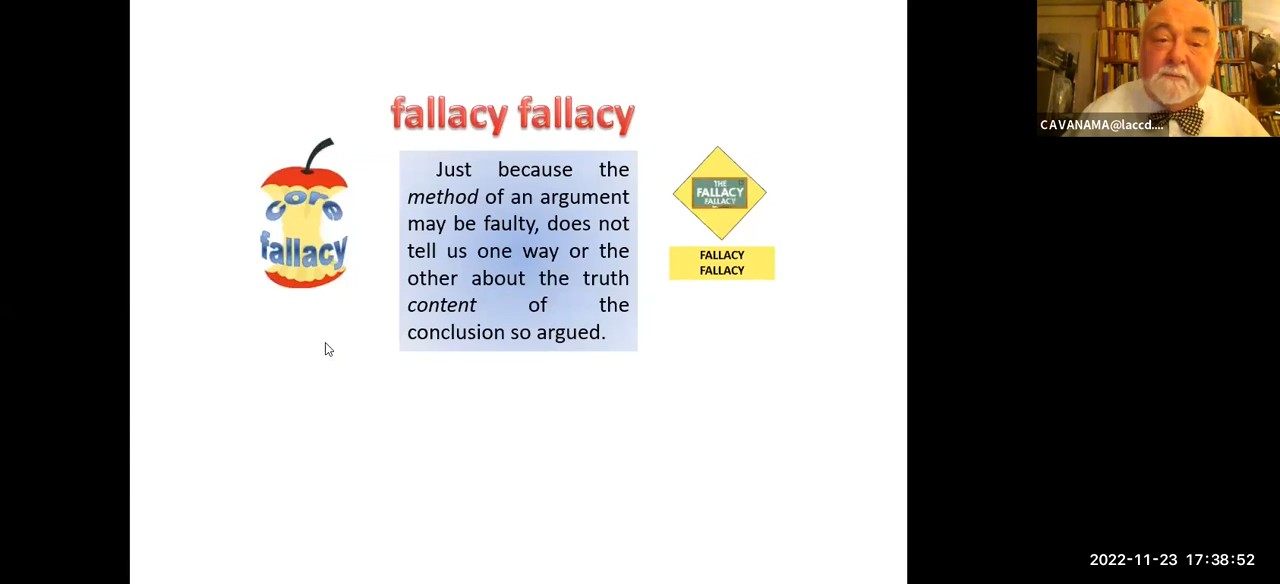 fallacy fallacy
core
fallacy
Just because the
method of an argument
may be faulty, does not
tell us one way or the
other about the truth
content of the
conclusion so argued.
THE
FALLACY
FALLACY
FALLACY
FALLACY
CAVANAMA@laccd....
2022-11-23 17:38:52